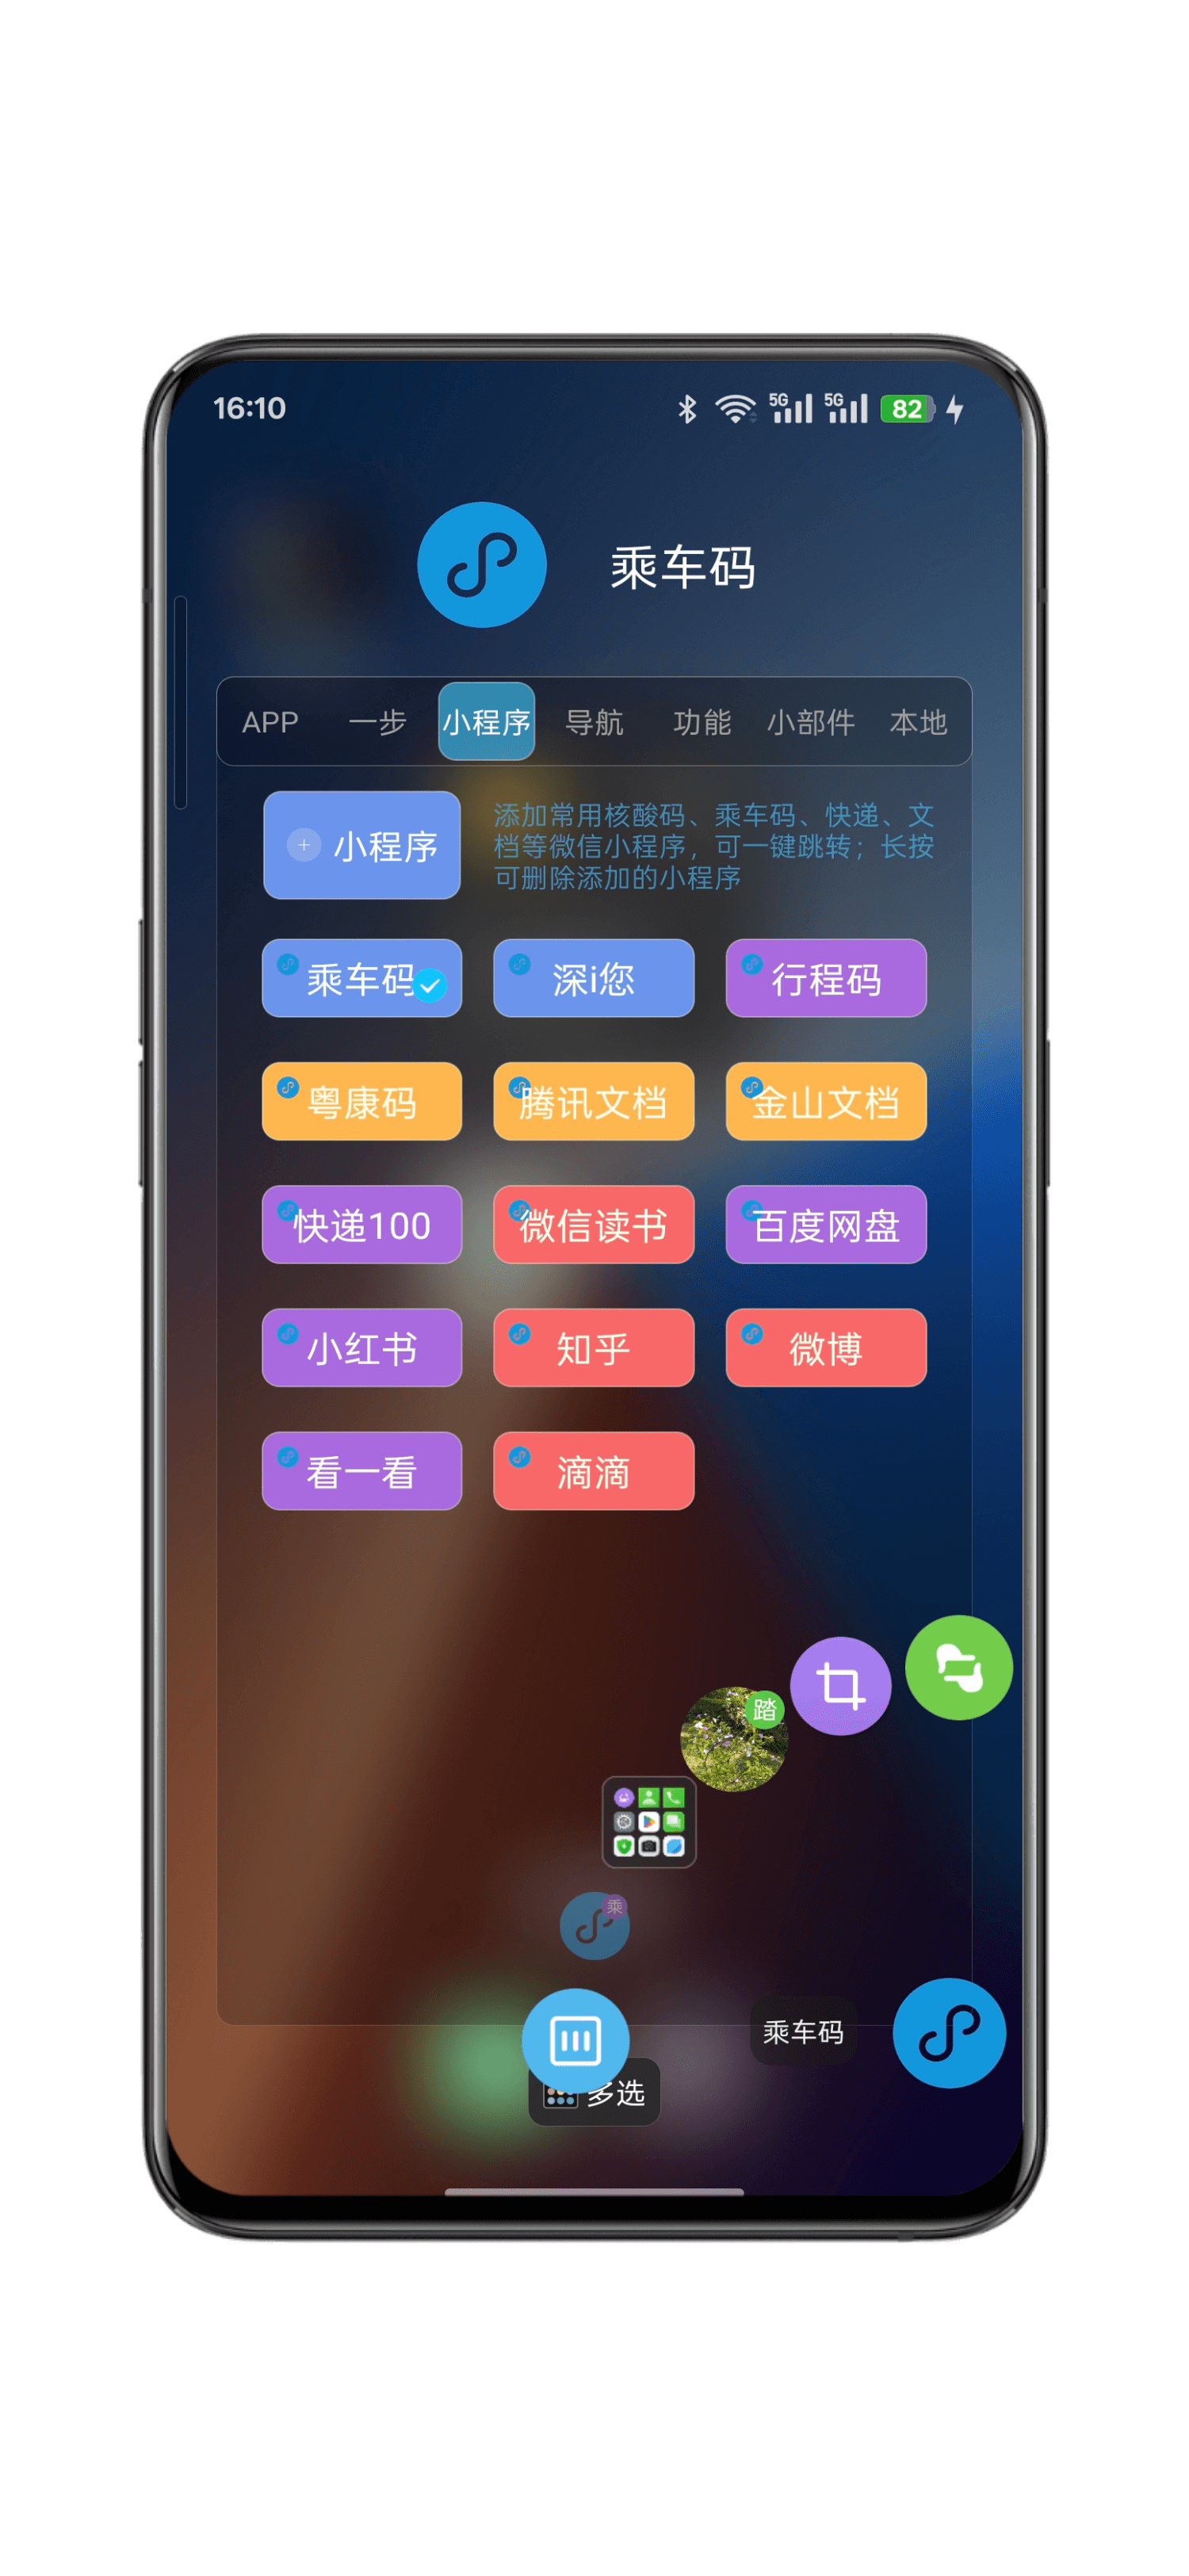 16:10
5G
5G
82
乘车码
APP
一步
小程序
导航
功能
小部件
本地
小程序
添加常用核酸码、乘车码、快递、文
档等微信小程序，可一键跳转；长按
可删除添加的小程序
乘车码
深i您
行程码
粤康码
腾讯文档
金山文档
快递100
微信读书
百度网盘
小红书
知乎
微博
看一看
滴滴
踏
乘
乘车码
多选